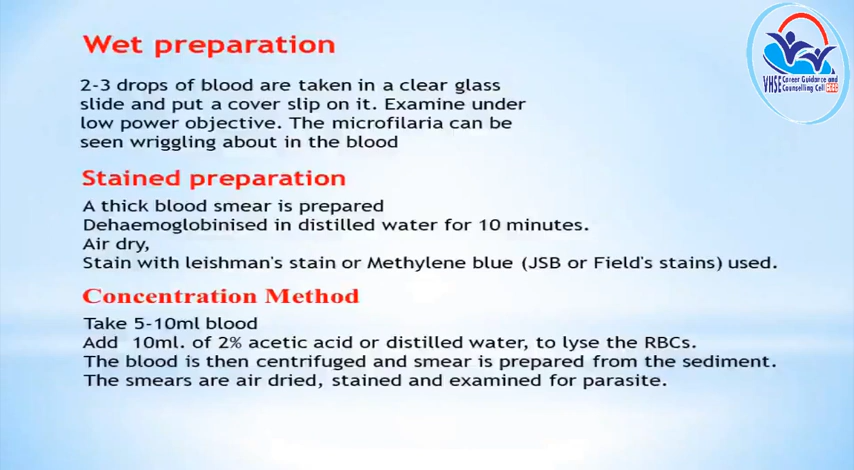 Wet preparation
2-3 drops of blood are taken in a clear glass
slide and put a cover slip on it. Examine under
low power objective. The microfilaria can be
seen wriggling about in the blood
Stained preparation
A thick blood smear is prepared
Dehaemoglobinised in distilled water for 10 minutes.
Air dry,
Stain with leishman's stain or Methylene blue (JSB or Field's stains) used.
Concentration Method
Take 5-10ml blood
Add 10ml. of 2% acetic acid or distilled water, to lyse the RBCs.
The blood is then centrifuged and smear is prepared from the sediment.
The smears are air dried, stained and examined for parasite.
VHSE Career Guidance and
Counselling Cell